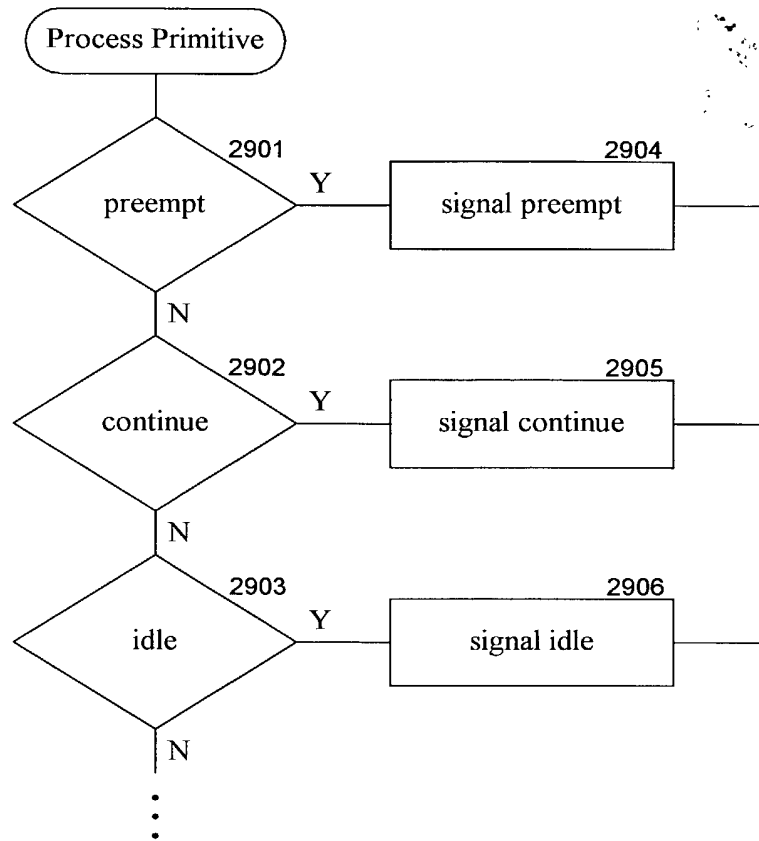 Process Primitive
2901
preempt
Y
2904
signal preempt
N
2902
continue
Y
2905
signal continue
N
2903
idle
Y
2906
signal idle
N